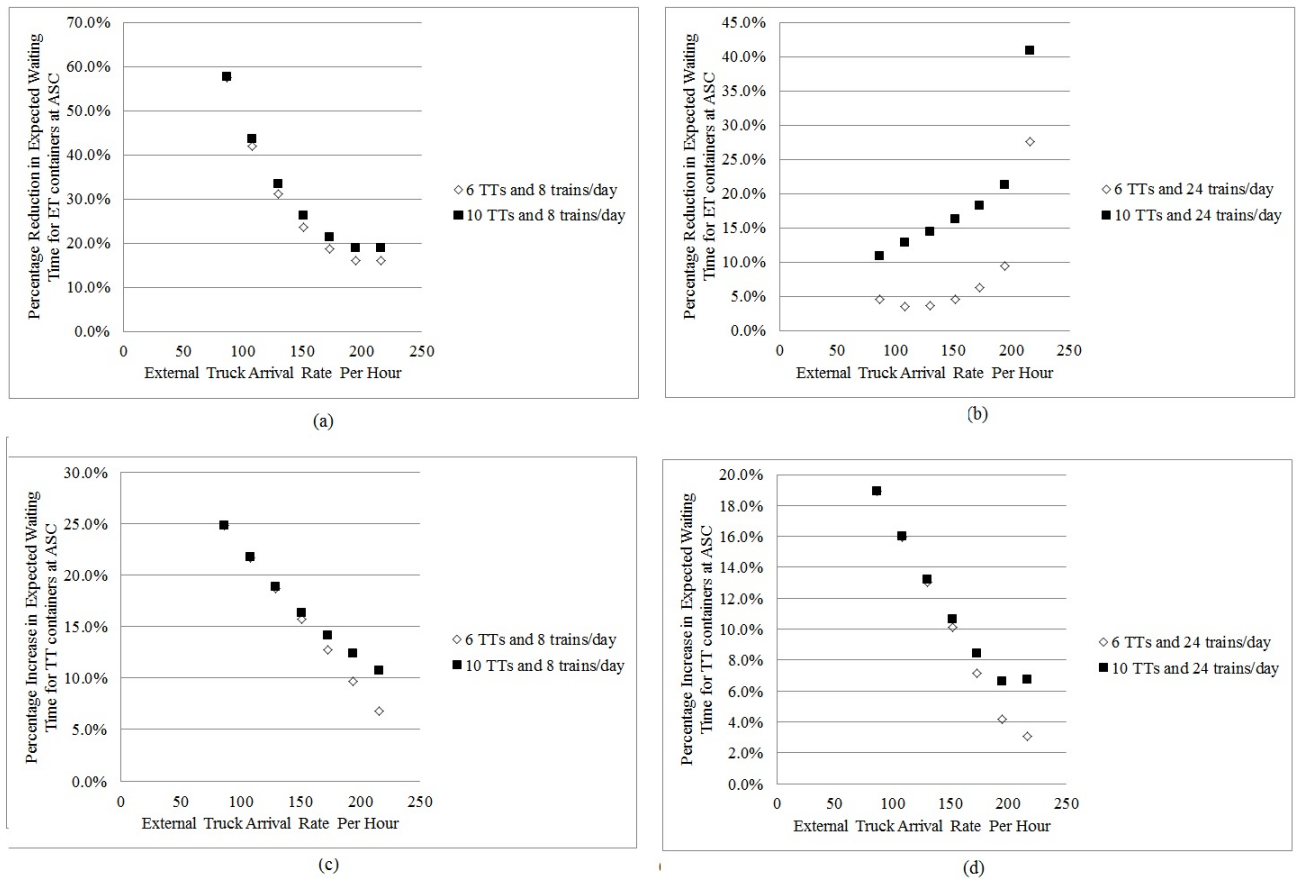 Percentage Reduction in Expected Waiting
Time for ET containers at ASC
70.0%
60.0%
50.0%
40.0%
30.0%
20.0%
10.0%
0.0%
0 50 100 150 200 250
External Truck Arrival Rate Per Hour
6 TTs and 8 trains/day
10 TTs and 8 trains/day
(a)
Percentage Reduction in Expected Waiting
Time for ET containers at ASC
45.0%
40.0%
35.0%
30.0%
25.0%
20.0%
15.0%
10.0%
5.0%
0.0%
0 50 100 150 200 250
External Truck Arrival Rate Per Hour
6 TTs and 24 trains/day
10 TTs and 24 trains/day
(b)
Percentage Increase in Expected Waiting
Time for TT containers at ASC
30.0%
25.0%
20.0%
15.0%
10.0%
5.0%
0.0%
0 50 100 150 200 250
External Truck Arrival Rate Per Hour
6 TTs and 8 trains/day
10 TTs and 8 trains/day
(c)
Percentage Increase in Expected Waiting
Time for TT containers at ASC
20.0%
18.0%
16.0%
14.0%
12.0%
10.0%
8.0%
6.0%
4.0%
2.0%
0.0%
0 50 100 150 200 250
External Truck Arrival Rate Per Hour
6 TTs and 24 trains/day
10 TTs and 24 trains/day
(d)